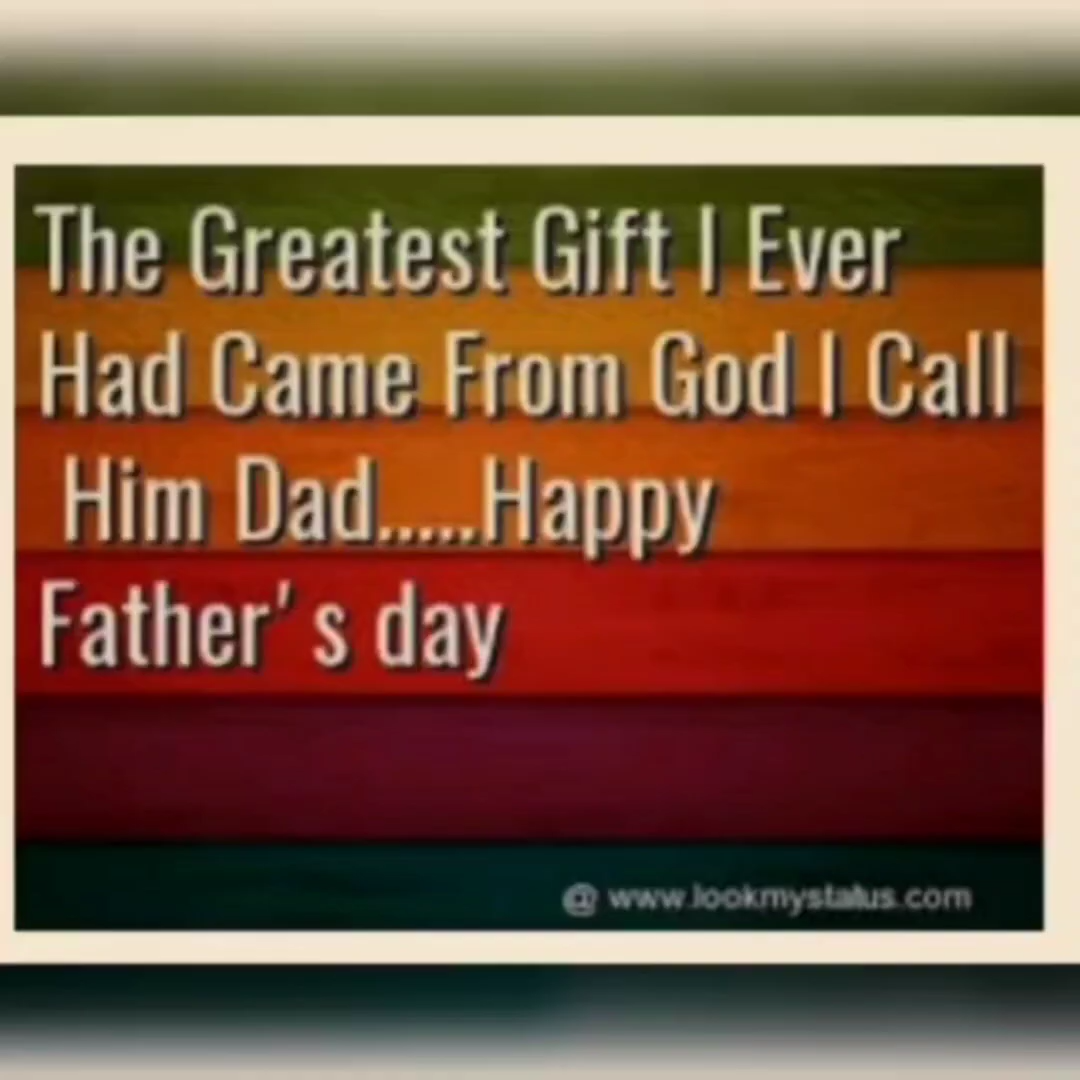 The Greatest Gift I Ever
Had Came From God I Call
Him Dad.....Happy
Father's day
@ www.lookmystatus.com